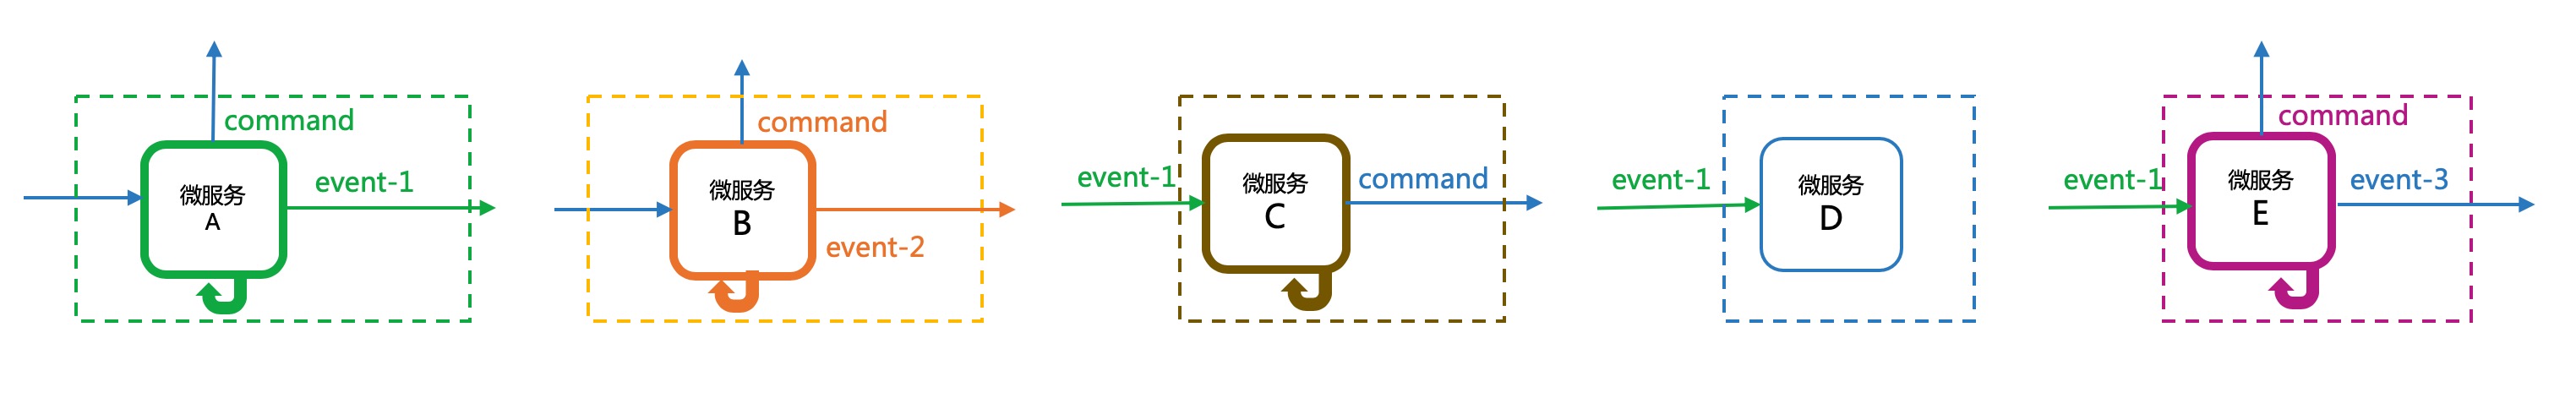 command
event-1
微服务
A
command
微服务
B
event-2
event-1
微服务
C
command
event-1
微服务
D
command
event-1
微服务
E
event-3